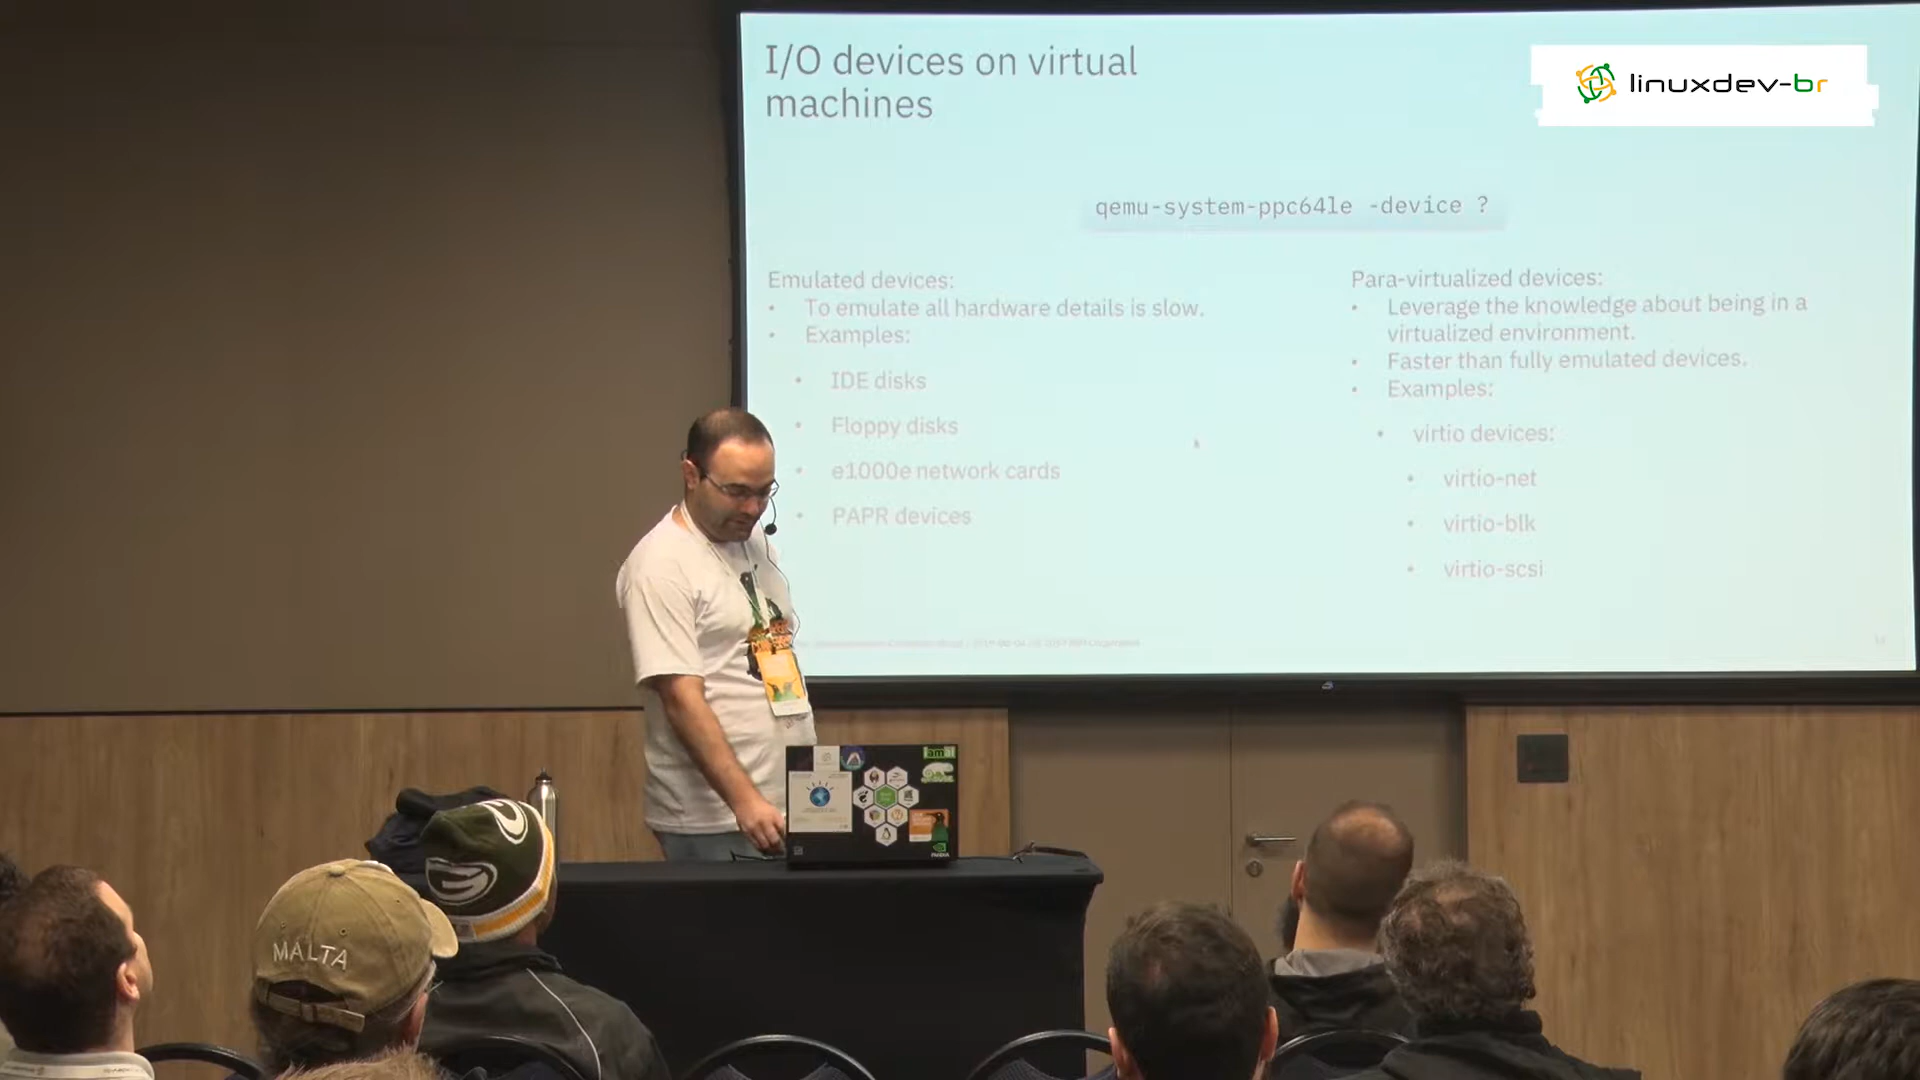 I/O devices on virtual
machines
linuxdev-br
qemu-system-ppc64le -device ?
Emulated devices:
• To emulate all hardware details is slow.
• Examples:
• IDE disks
• Floppy disks
• e1000e network cards
• PAPR devices
Para-virtualized devices:
• Leverage the knowledge about being in a
virtualized environment.
• Faster than fully emulated devices.
• Examples:
• virtio devices:
• virtio-net
• virtio-blk
• virtio-scsi
MALTA
NVIDIA